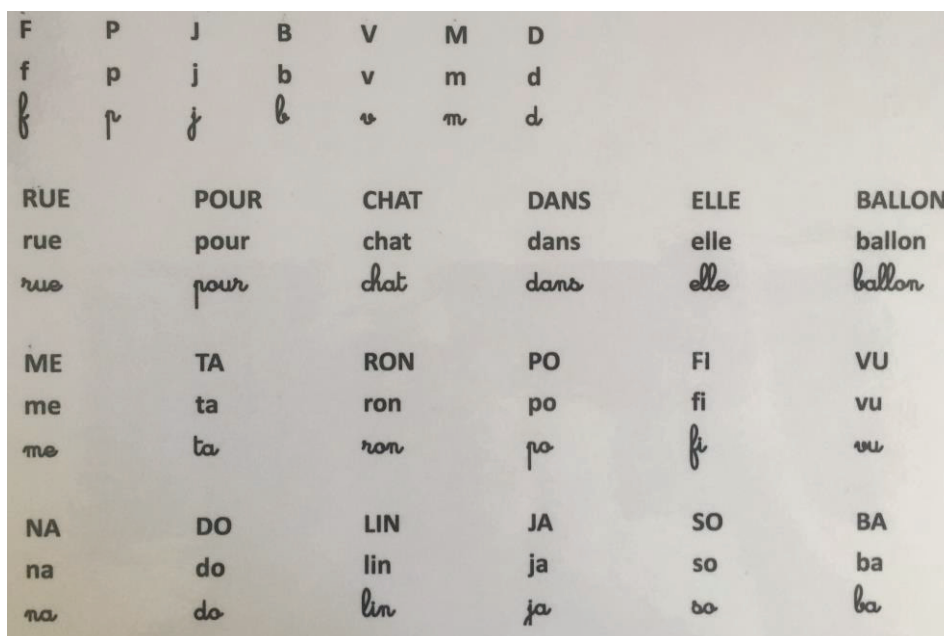 F P J B V M D
f p j b v m d
f p j b v m d
RUE POUR CHAT DANS ELLE BALLON
rue pour chat dans elle ballon
rue pour chat dans elle ballon
ME TA RON PO FI VU
me ta ron po fi vu
me ta ron po fi vu
NA DO LIN JA SO BA
na do lin ja so ba
na do lin ja so ba